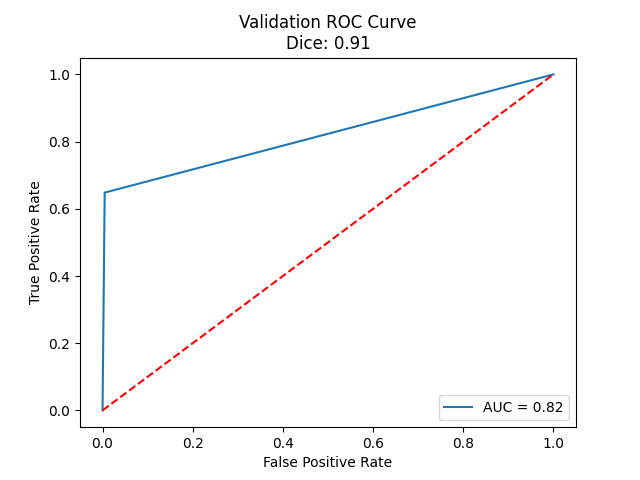 Validation ROC Curve
Dice: 0.91
True Positive Rate
1.0
0.8
0.6
0.4
0.2
0.0
AUC = 0.82
0.0 0.2 0.4 0.6 0.8 1.0
False Positive Rate